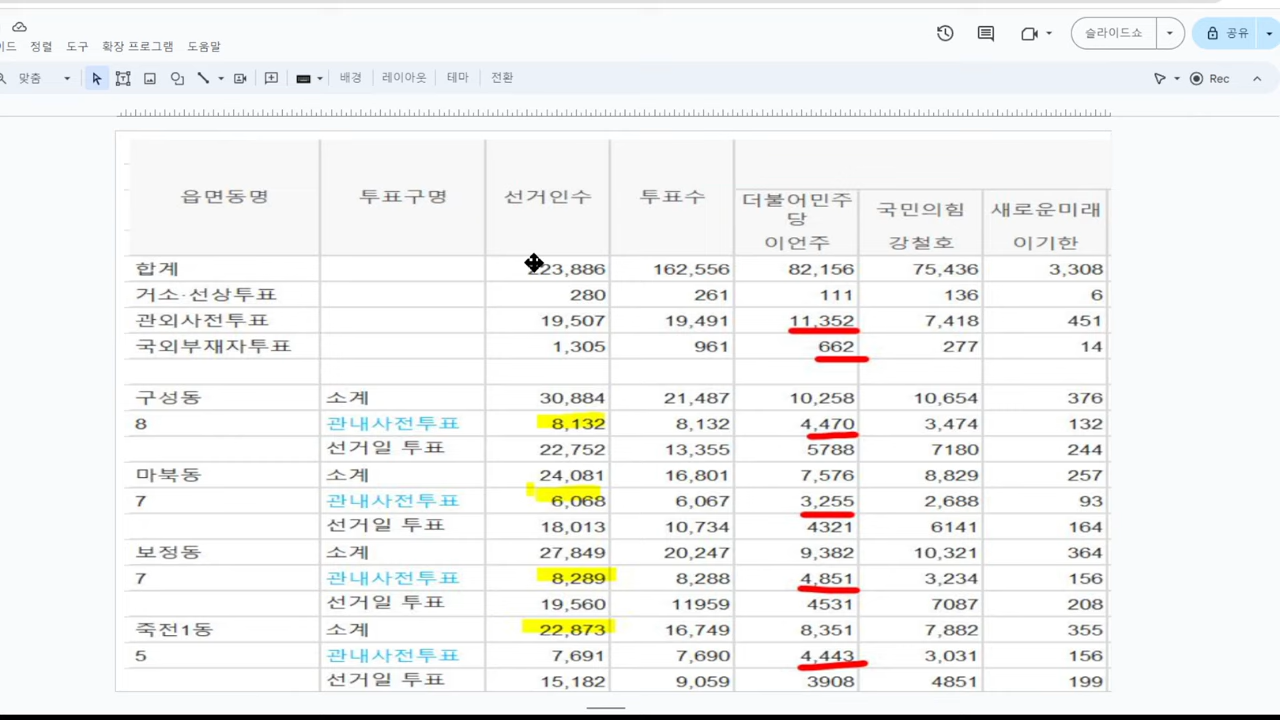 이드 정렬 도구 확장 프로그램 도움말
슬라이드쇼 공유
맞춤 배경 레이아웃 테마 전환 Rec
읍면동명 투표구명 선거인수 투표수 더불어민주당 이언주 국민의힘 강철호 새로운미래 이기한
합계 223,886 162,556 82,156 75,436 3,308
거소·선상투표 280 261 111 136 6
관외사전투표 19,507 19,491 11,352 7,418 451
국외부재자투표 1,305 961 662 277 14
구성동 소계 30,884 21,487 10,258 10,654 376
8 관내사전투표 8,132 8,132 4,470 3,474 132
선거일 투표 22,752 13,355 5788 7180 244
마북동 소계 24,081 16,801 7,576 8,829 257
7 관내사전투표 6,068 6,067 3,255 2,688 93
선거일 투표 18,013 10,734 4321 6141 164
보정동 소계 27,849 20,247 9,382 10,321 364
7 관내사전투표 8,289 8,288 4,851 3,234 156
선거일 투표 19,560 11959 4531 7087 208
죽전1동 소계 22,873 16,749 8,351 7,882 355
5 관내사전투표 7,691 7,690 4,443 3,031 156
선거일 투표 15,182 9,059 3908 4851 199